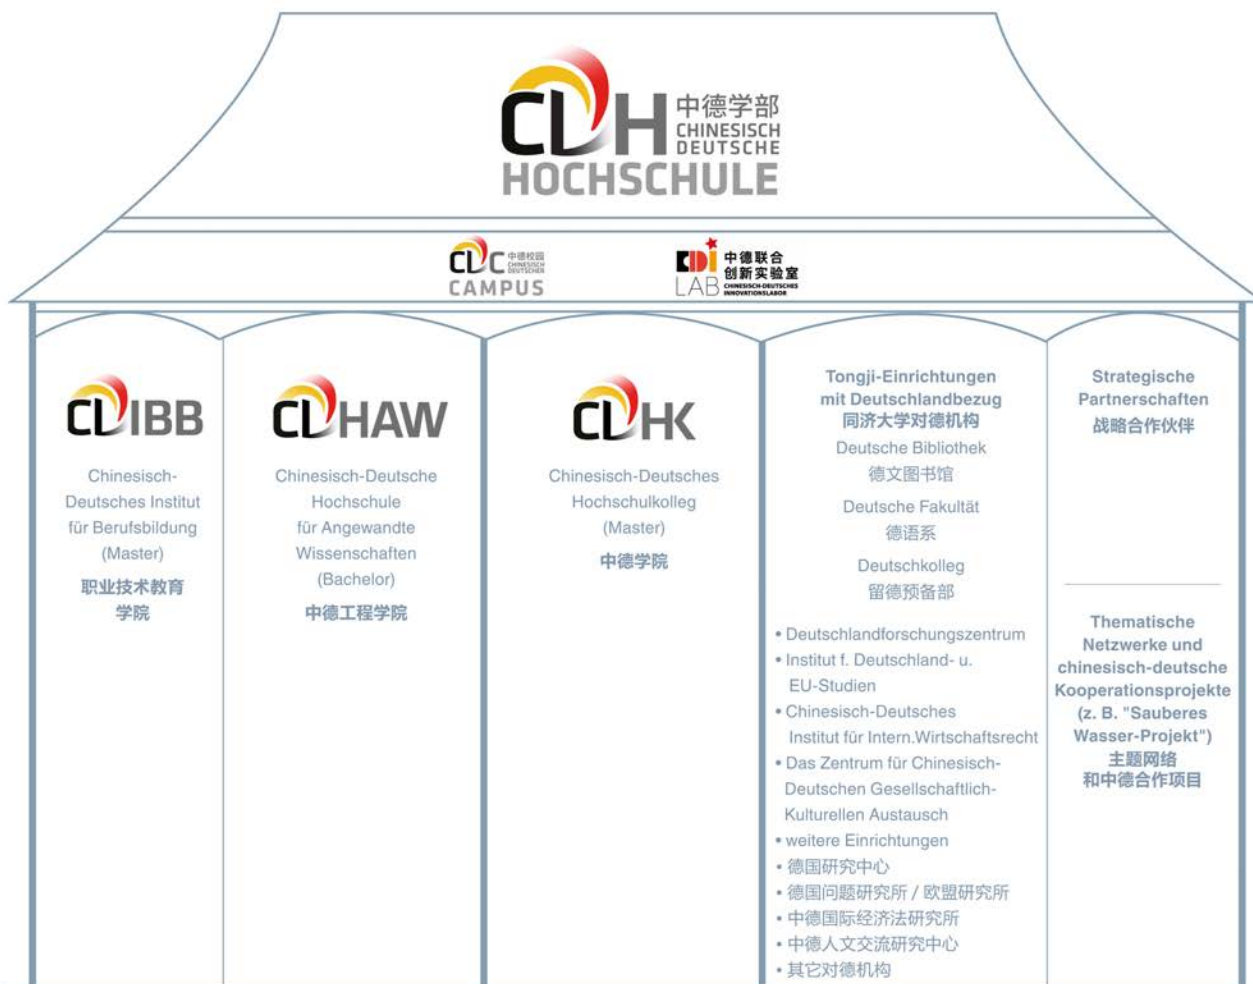 CDH 中德学部
CHINESISCH
DEUTSCHE
HOCHSCHULE
CDC 中德校园
CHINESISCH
DEUTSCHER
CAMPUS
CDI 中德联合
创新实验室
LAB CHINESISCH-DEUTSCHES
INNOVATIONSLABOR
CDIBB
Chinesisch-
Deutsches Institut
für Berufsbildung
(Master)
职业技术教育
学院
CDHAW
Chinesisch-Deutsche
Hochschule
für Angewandte
Wissenschaften
(Bachelor)
中德工程学院
CDHK
Chinesisch-Deutsches
Hochschulkolleg
(Master)
中德学院
Tongji-Einrichtungen
mit Deutschlandbezug
同济大学对德机构
Deutsche Bibliothek
德文图书馆
Deutsche Fakultät
德语系
Deutschkolleg
留德预备部
• Deutschlandforschungszentrum
• Institut f. Deutschland- u.
EU-Studien
• Chinesisch-Deutsches
Institut für Intern.Wirtschaftsrecht
• Das Zentrum für Chinesisch-
Deutschen Gesellschaftlich-
Kulturellen Austausch
• weitere Einrichtungen
• 德国研究中心
• 德国问题研究所 / 欧盟研究所
• 中德国际经济法研究所
• 中德人文交流研究中心
• 其它对德机构
Strategische
Partnerschaften
战略合作伙伴
Thematische
Netzwerke und
chinesisch-deutsche
Kooperationsprojekte
(z. B. "Sauberes
Wasser-Projekt")
主题网络
和中德合作项目